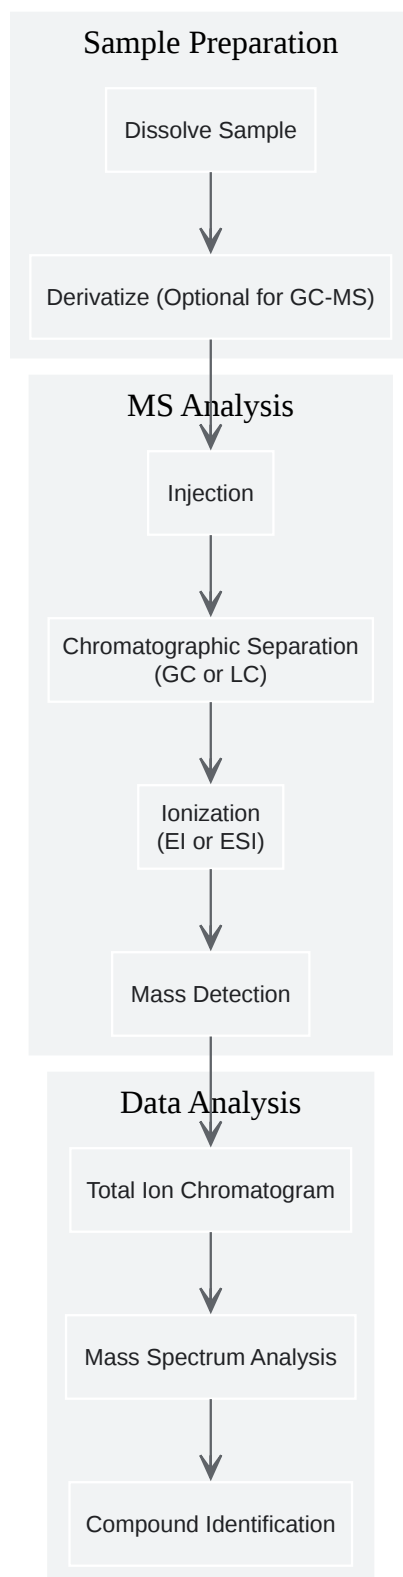 Sample Preparation
Dissolve Sample
Derivatize (Optional for GC-MS)
MS Analysis
Injection
Chromatographic Separation
(GC or LC)
Ionization
(EI or ESI)
Mass Detection
Data Analysis
Total Ion Chromatogram
Mass Spectrum Analysis
Compound Identification